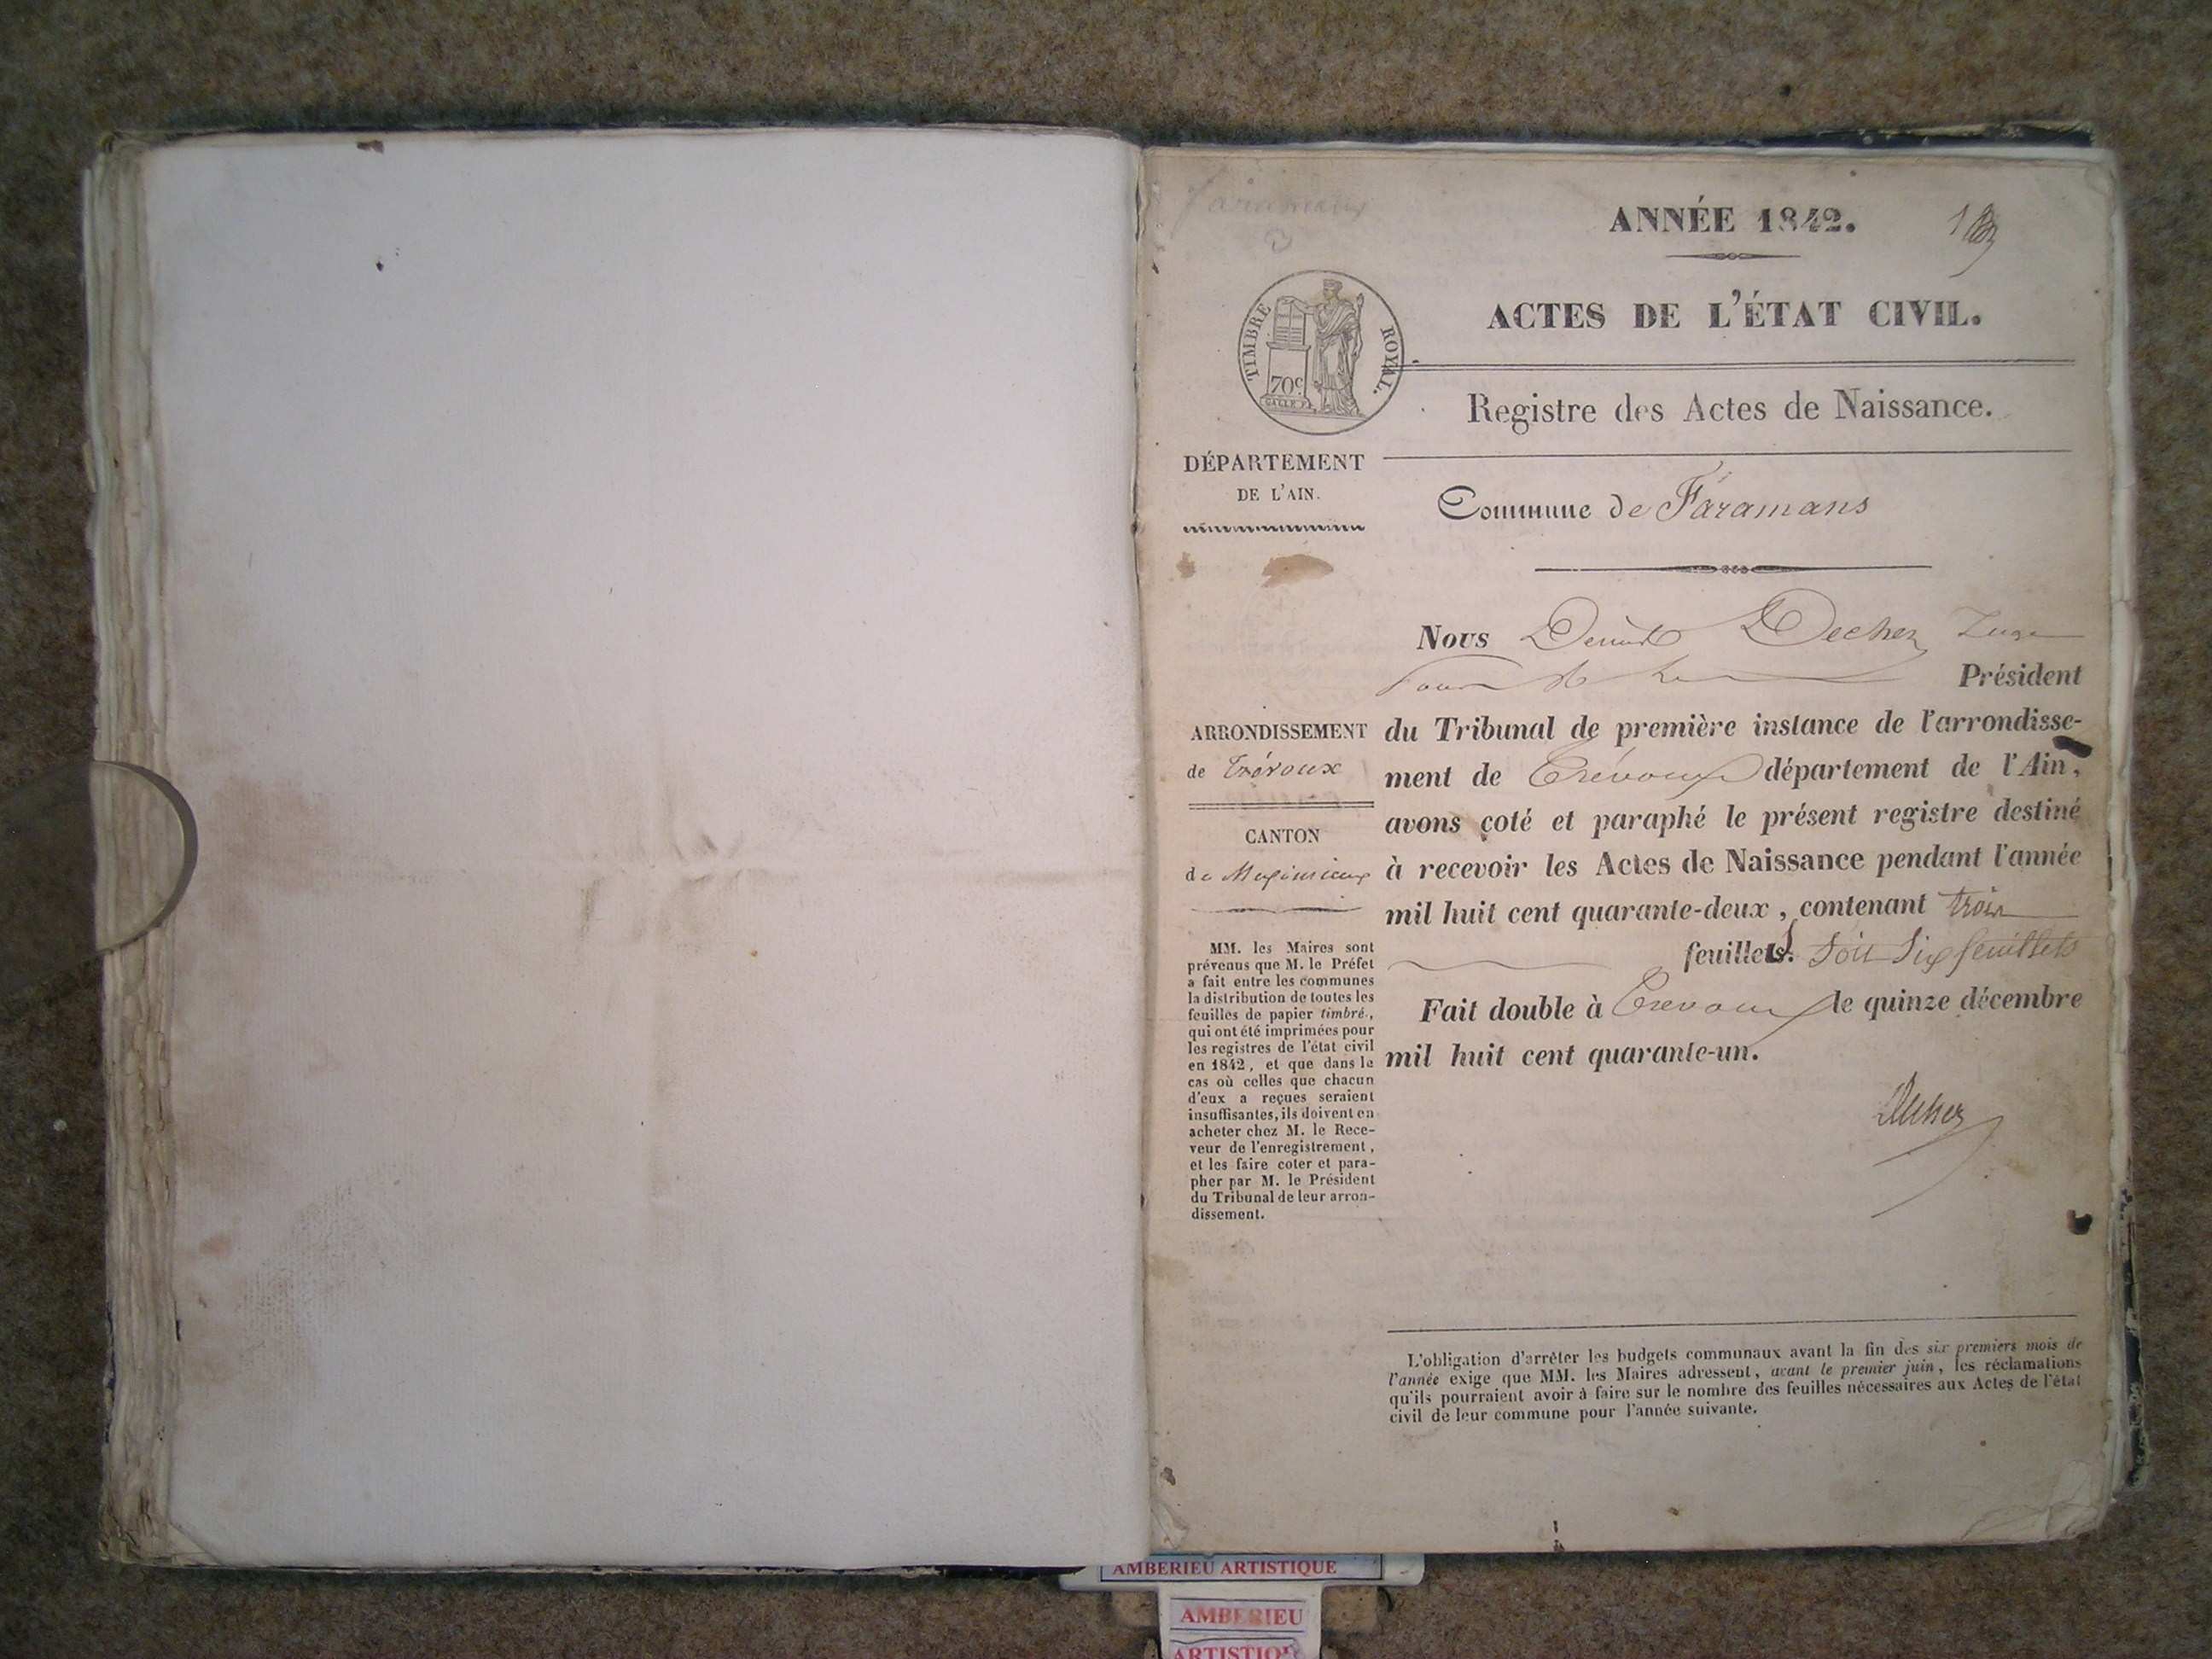 Faramans
ANNÉE 1842.
ACTES DE L'ÉTAT CIVIL.
TIMBRE ROYAL.
70c
Registre des Actes de Naissance.
DÉPARTEMENT
DE L'AIN.
Commune de Faramans
Nous Dechez Juge
Président
ARRONDISSEMENT
de Trévoux
CANTON
de Meximieux
MM. les Maires sont
prévenus que M. le Préfet
a fait entre les communes
la distribution de toutes les
feuilles de papier timbré,
qui ont été imprimées pour
les registres de l'état civil
en 1842, et que dans le
cas où celles que chacun
d'eux a reçues seraient
insuffisantes, ils doivent en
acheter chez M. le Rece-
veur de l'enregistrement,
et les faire coter et para-
pher par M. le Président
du Tribunal de leur arron-
dissement.
du Tribunal de première instance de l'arrondisse-
ment de Trévoux département de l'Ain,
avons coté et paraphé le présent registre destiné
à recevoir les Actes de Naissance pendant l'année
mil huit cent quarante-deux, contenant trois
feuilles. Soit Six feuillets
Fait double à Trevoux le quinze décembre
mil huit cent quarante-un.
Dechez
L'obligation d'arrêter les budgets communaux avant la fin des six premiers mois de
l'année exige que MM. les Maires adressent, avant le premier juin, les réclamations
qu'ils pourraient avoir à faire sur le nombre des feuilles nécessaires aux Actes de l'état
civil de leur commune pour l'année suivante.
AMBERIEU ARTISTIQUE
AMBERIEU
ARTISTIQUE